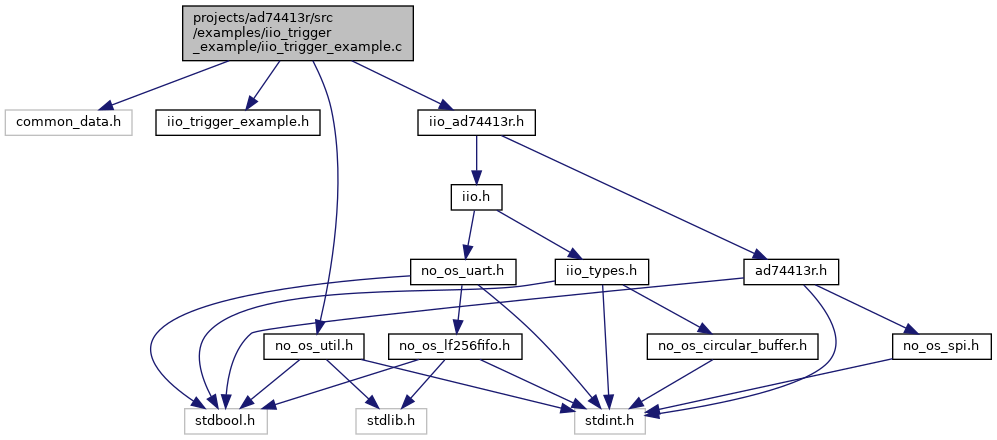 projects/ad74413r/src
/examples/iio_trigger
_example/iio_trigger_example.c
common_data.h
iio_trigger_example.h
iio_ad74413r.h
iio.h
no_os_uart.h
iio_types.h
ad74413r.h
no_os_util.h
no_os_lf256fifo.h
no_os_circular_buffer.h
no_os_spi.h
stdbool.h
stdlib.h
stdint.h